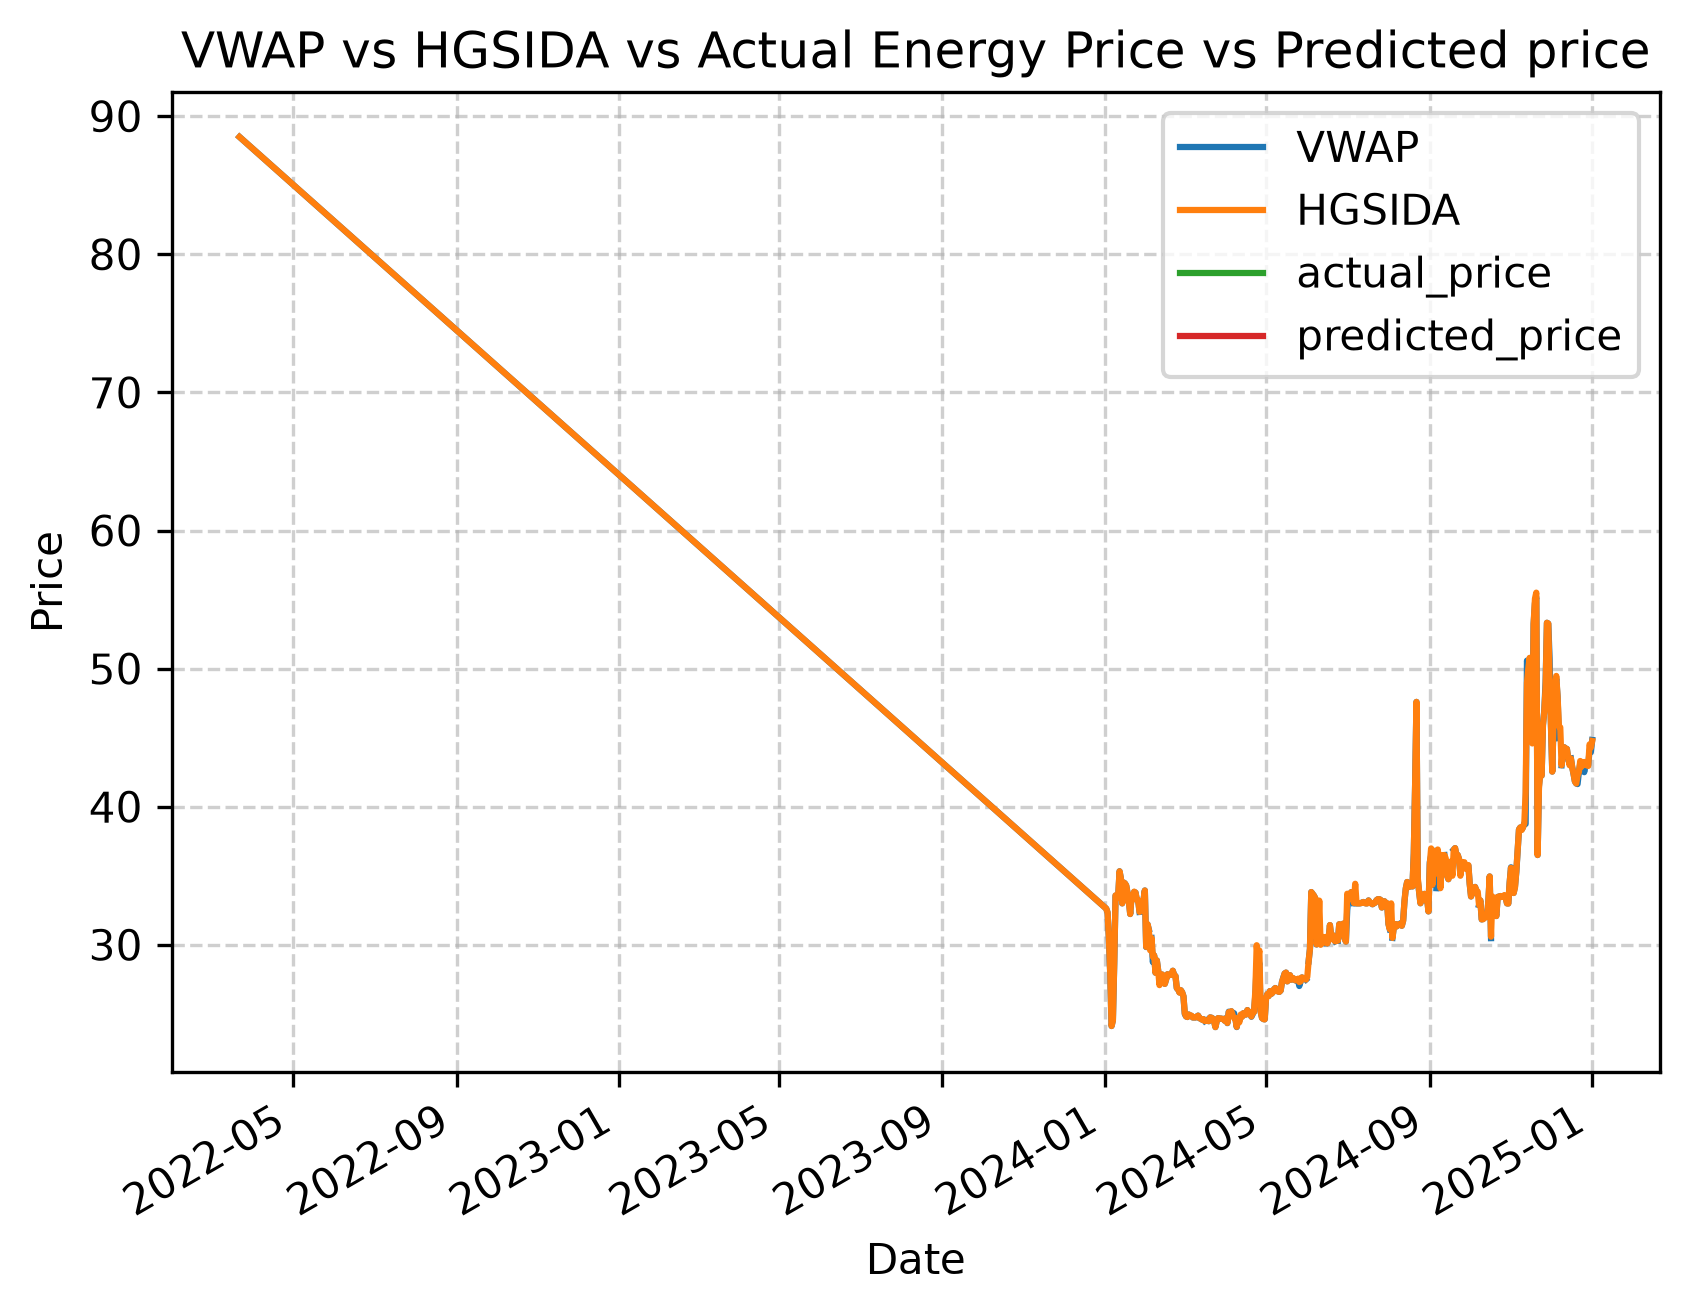 VWAP vs HGSIDA vs Actual Energy Price vs Predicted price
90
80
70
60
50
40
30
Price
VWAP
HGSIDA
actual_price
predicted_price
2022-05
2022-09
2023-01
2023-05
2023-09
2024-01
2024-05
2024-09
2025-01
Date